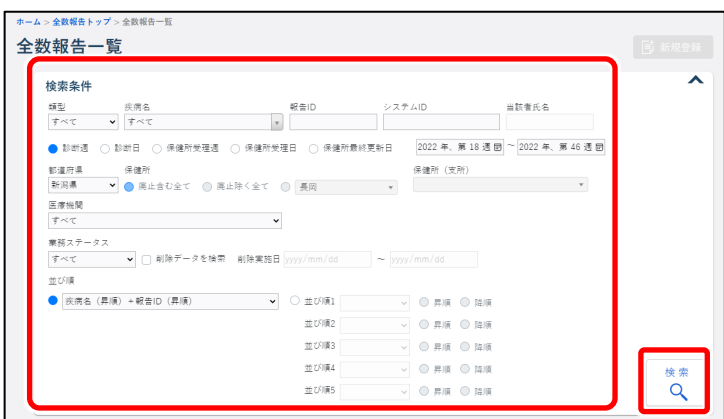 ホーム > 全数報告トップ > 全数報告一覧
全数報告一覧
新規登録
検索条件
類型 疾病名 報告ID システムID 当該者氏名
すべて すべて
診断週 診断日 保健所受理週 保健所受理日 保健所最終更新日 2022 年、第 18 週 ~ 2022 年、第 46 週
都道府県 保健所 保健所（支所）
新潟県 廃止含む全て 廃止除く全て 長岡
医療機関
すべて
業務ステータス
すべて 削除データを検索 削除実施日 yyyy/mm/dd ～ yyyy/mm/dd
並び順
疾病名（昇順）+報告ID（昇順） 並び順1 昇順 降順
並び順2 昇順 降順
並び順3 昇順 降順
並び順4 昇順 降順
並び順5 昇順 降順
検索